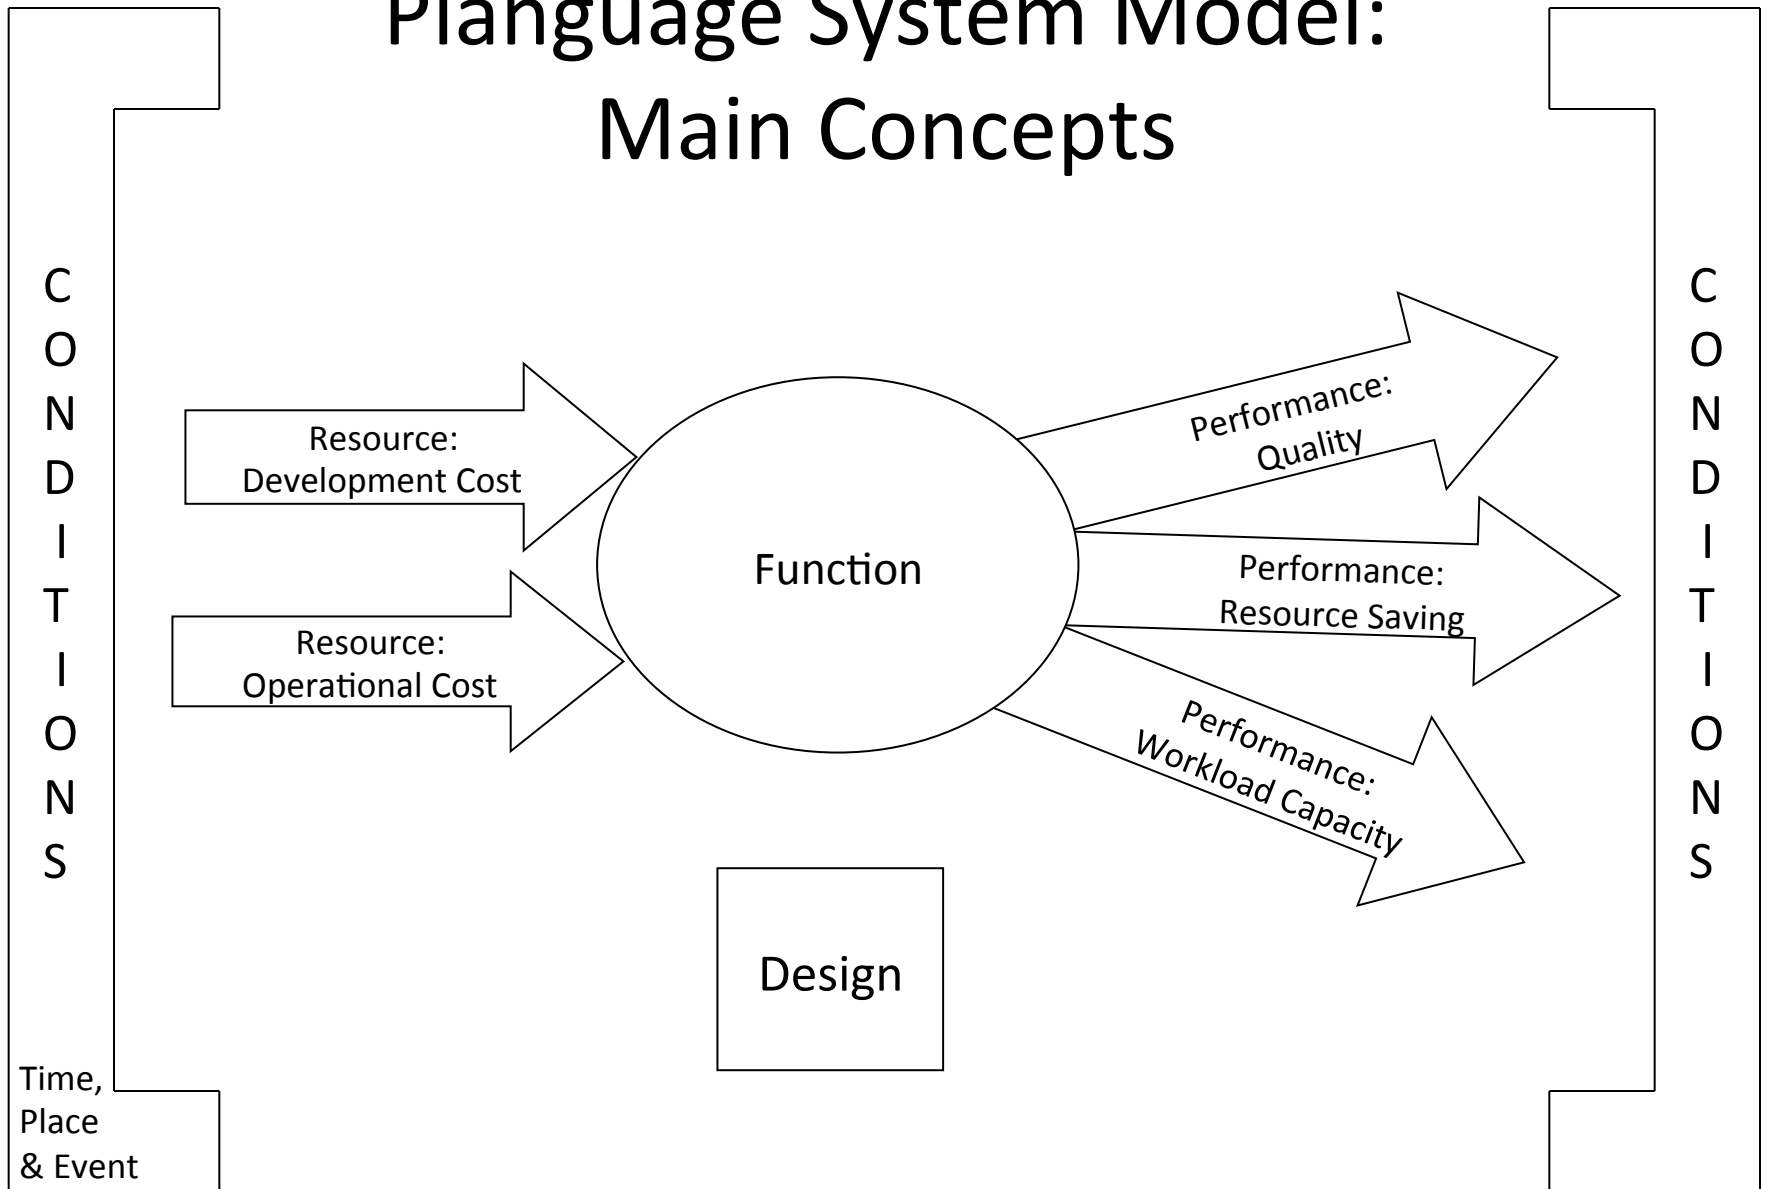 Planguage System Model:
Main Concepts
C
O
N
D
I
T
I
O
N
S
Time,
Place
& Event
Resource:
Development Cost
Resource:
Operational Cost
Function
Design
Performance:
Quality
Performance:
Resource Saving
Performance:
Workload Capacity
C
O
N
D
I
T
I
O
N
S